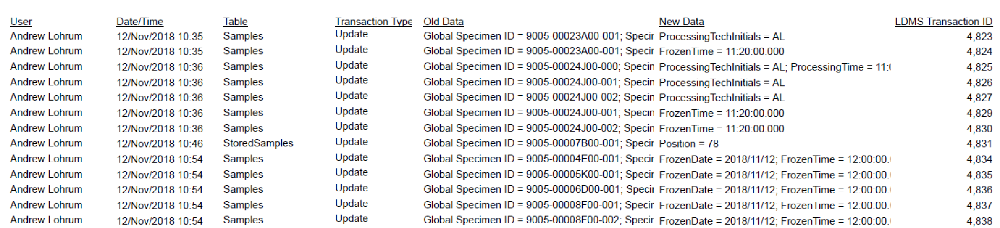 User Date/Time Table Transaction Type Old Data New Data LDMS Transaction ID
Andrew Lohrum 12/Nov/2018 10:35 Samples Update Global Specimen ID = 9005-00023A00-001; Specir ProcessingTechInitials = AL 4,823
Andrew Lohrum 12/Nov/2018 10:35 Samples Update Global Specimen ID = 9005-00023A00-001; Specir FrozenTime = 11:20:00.000 4,824
Andrew Lohrum 12/Nov/2018 10:36 Samples Update Global Specimen ID = 9005-00024J00-000; Specin ProcessingTechInitials = AL; ProcessingTime = 11:0 4,825
Andrew Lohrum 12/Nov/2018 10:36 Samples Update Global Specimen ID = 9005-00024J00-001; Specin ProcessingTechInitials = AL 4,826
Andrew Lohrum 12/Nov/2018 10:36 Samples Update Global Specimen ID = 9005-00024J00-002; Specin ProcessingTechInitials = AL 4,827
Andrew Lohrum 12/Nov/2018 10:36 Samples Update Global Specimen ID = 9005-00024J00-001; Specin FrozenTime = 11:20:00.000 4,829
Andrew Lohrum 12/Nov/2018 10:36 Samples Update Global Specimen ID = 9005-00024J00-002; Specin FrozenTime = 11:20:00.000 4,830
Andrew Lohrum 12/Nov/2018 10:46 StoredSamples Update Global Specimen ID = 9005-00007B00-001; Specir Position = 78 4,831
Andrew Lohrum 12/Nov/2018 10:54 Samples Update Global Specimen ID = 9005-00004E00-001; Specir FrozenDate = 2018/11/12; FrozenTime = 12:00:00. 4,834
Andrew Lohrum 12/Nov/2018 10:54 Samples Update Global Specimen ID = 9005-00005K00-001; Specir FrozenDate = 2018/11/12; FrozenTime = 12:00:00. 4,835
Andrew Lohrum 12/Nov/2018 10:54 Samples Update Global Specimen ID = 9005-00006D00-001; Specir FrozenDate = 2018/11/12; FrozenTime = 12:00:00. 4,836
Andrew Lohrum 12/Nov/2018 10:54 Samples Update Global Specimen ID = 9005-00008F00-001; Specir FrozenDate = 2018/11/12; FrozenTime = 12:00:00. 4,837
Andrew Lohrum 12/Nov/2018 10:54 Samples Update Global Specimen ID = 9005-00008F00-002; Specir FrozenDate = 2018/11/12; FrozenTime = 12:00:00. 4,838